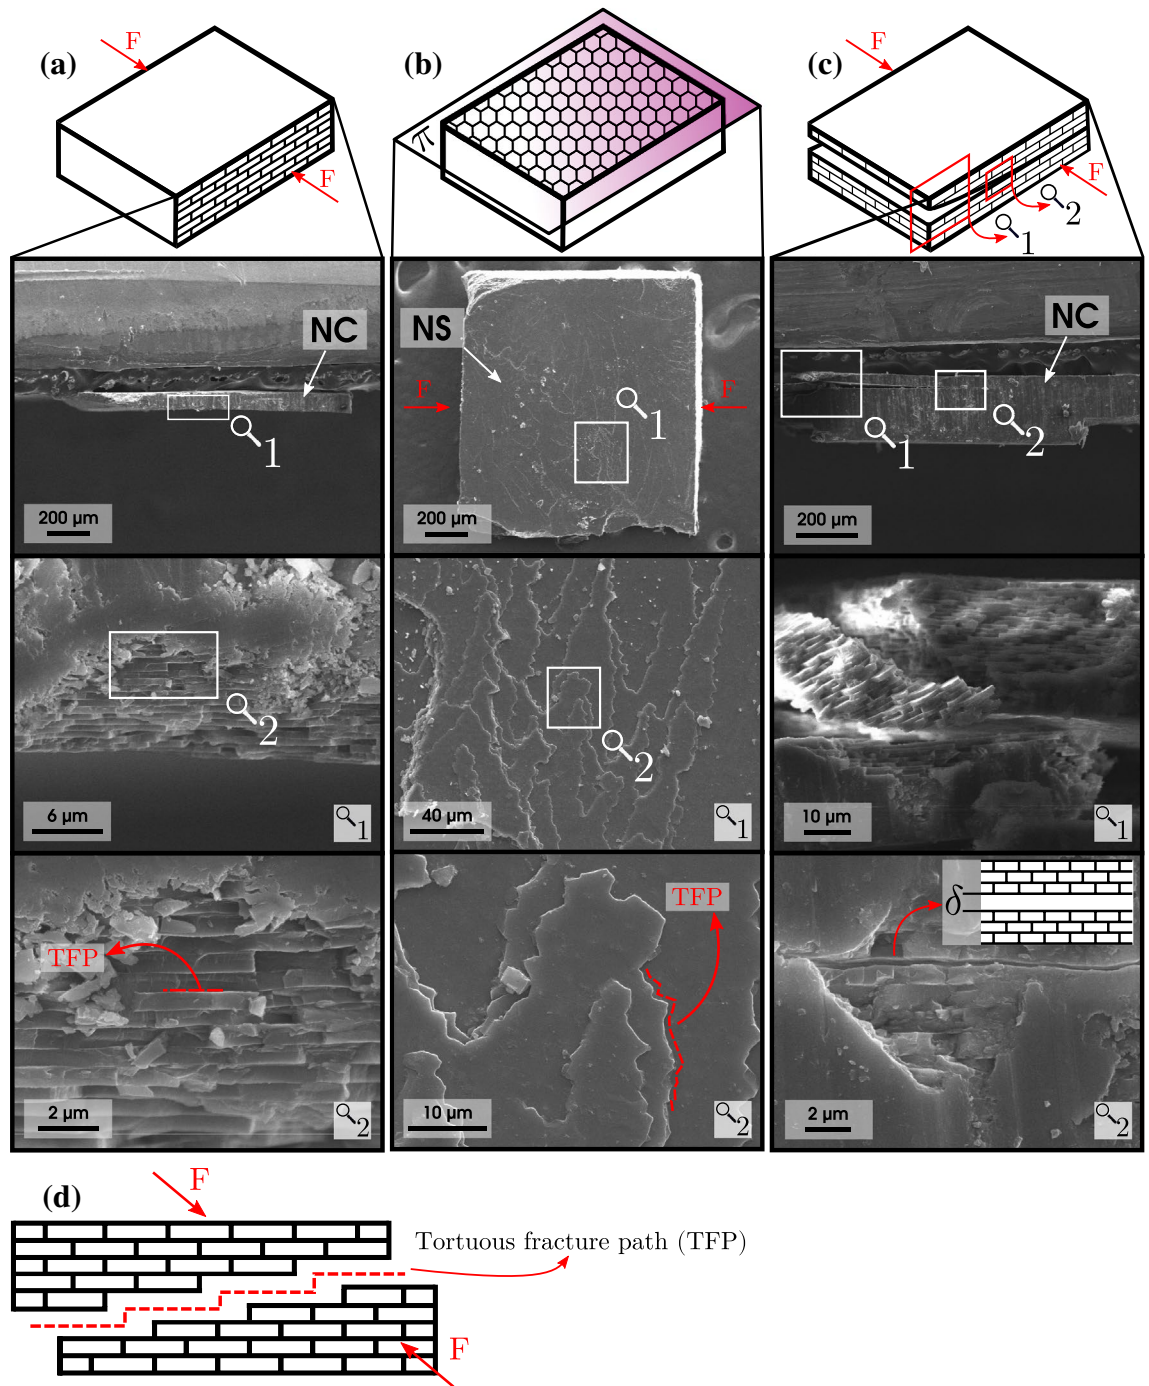 (a)
F
F
(b)
π
(c)
F
F
2
1
NC
1
200 µm
NS
F
F
1
200 µm
NC
1
2
200 µm
2
6 µm
1
2
40 µm
1
10 µm
1
TFP
2 µm
2
TFP
10 µm
2
δ
2 µm
2
(d)
F
Tortuous fracture path (TFP)
F